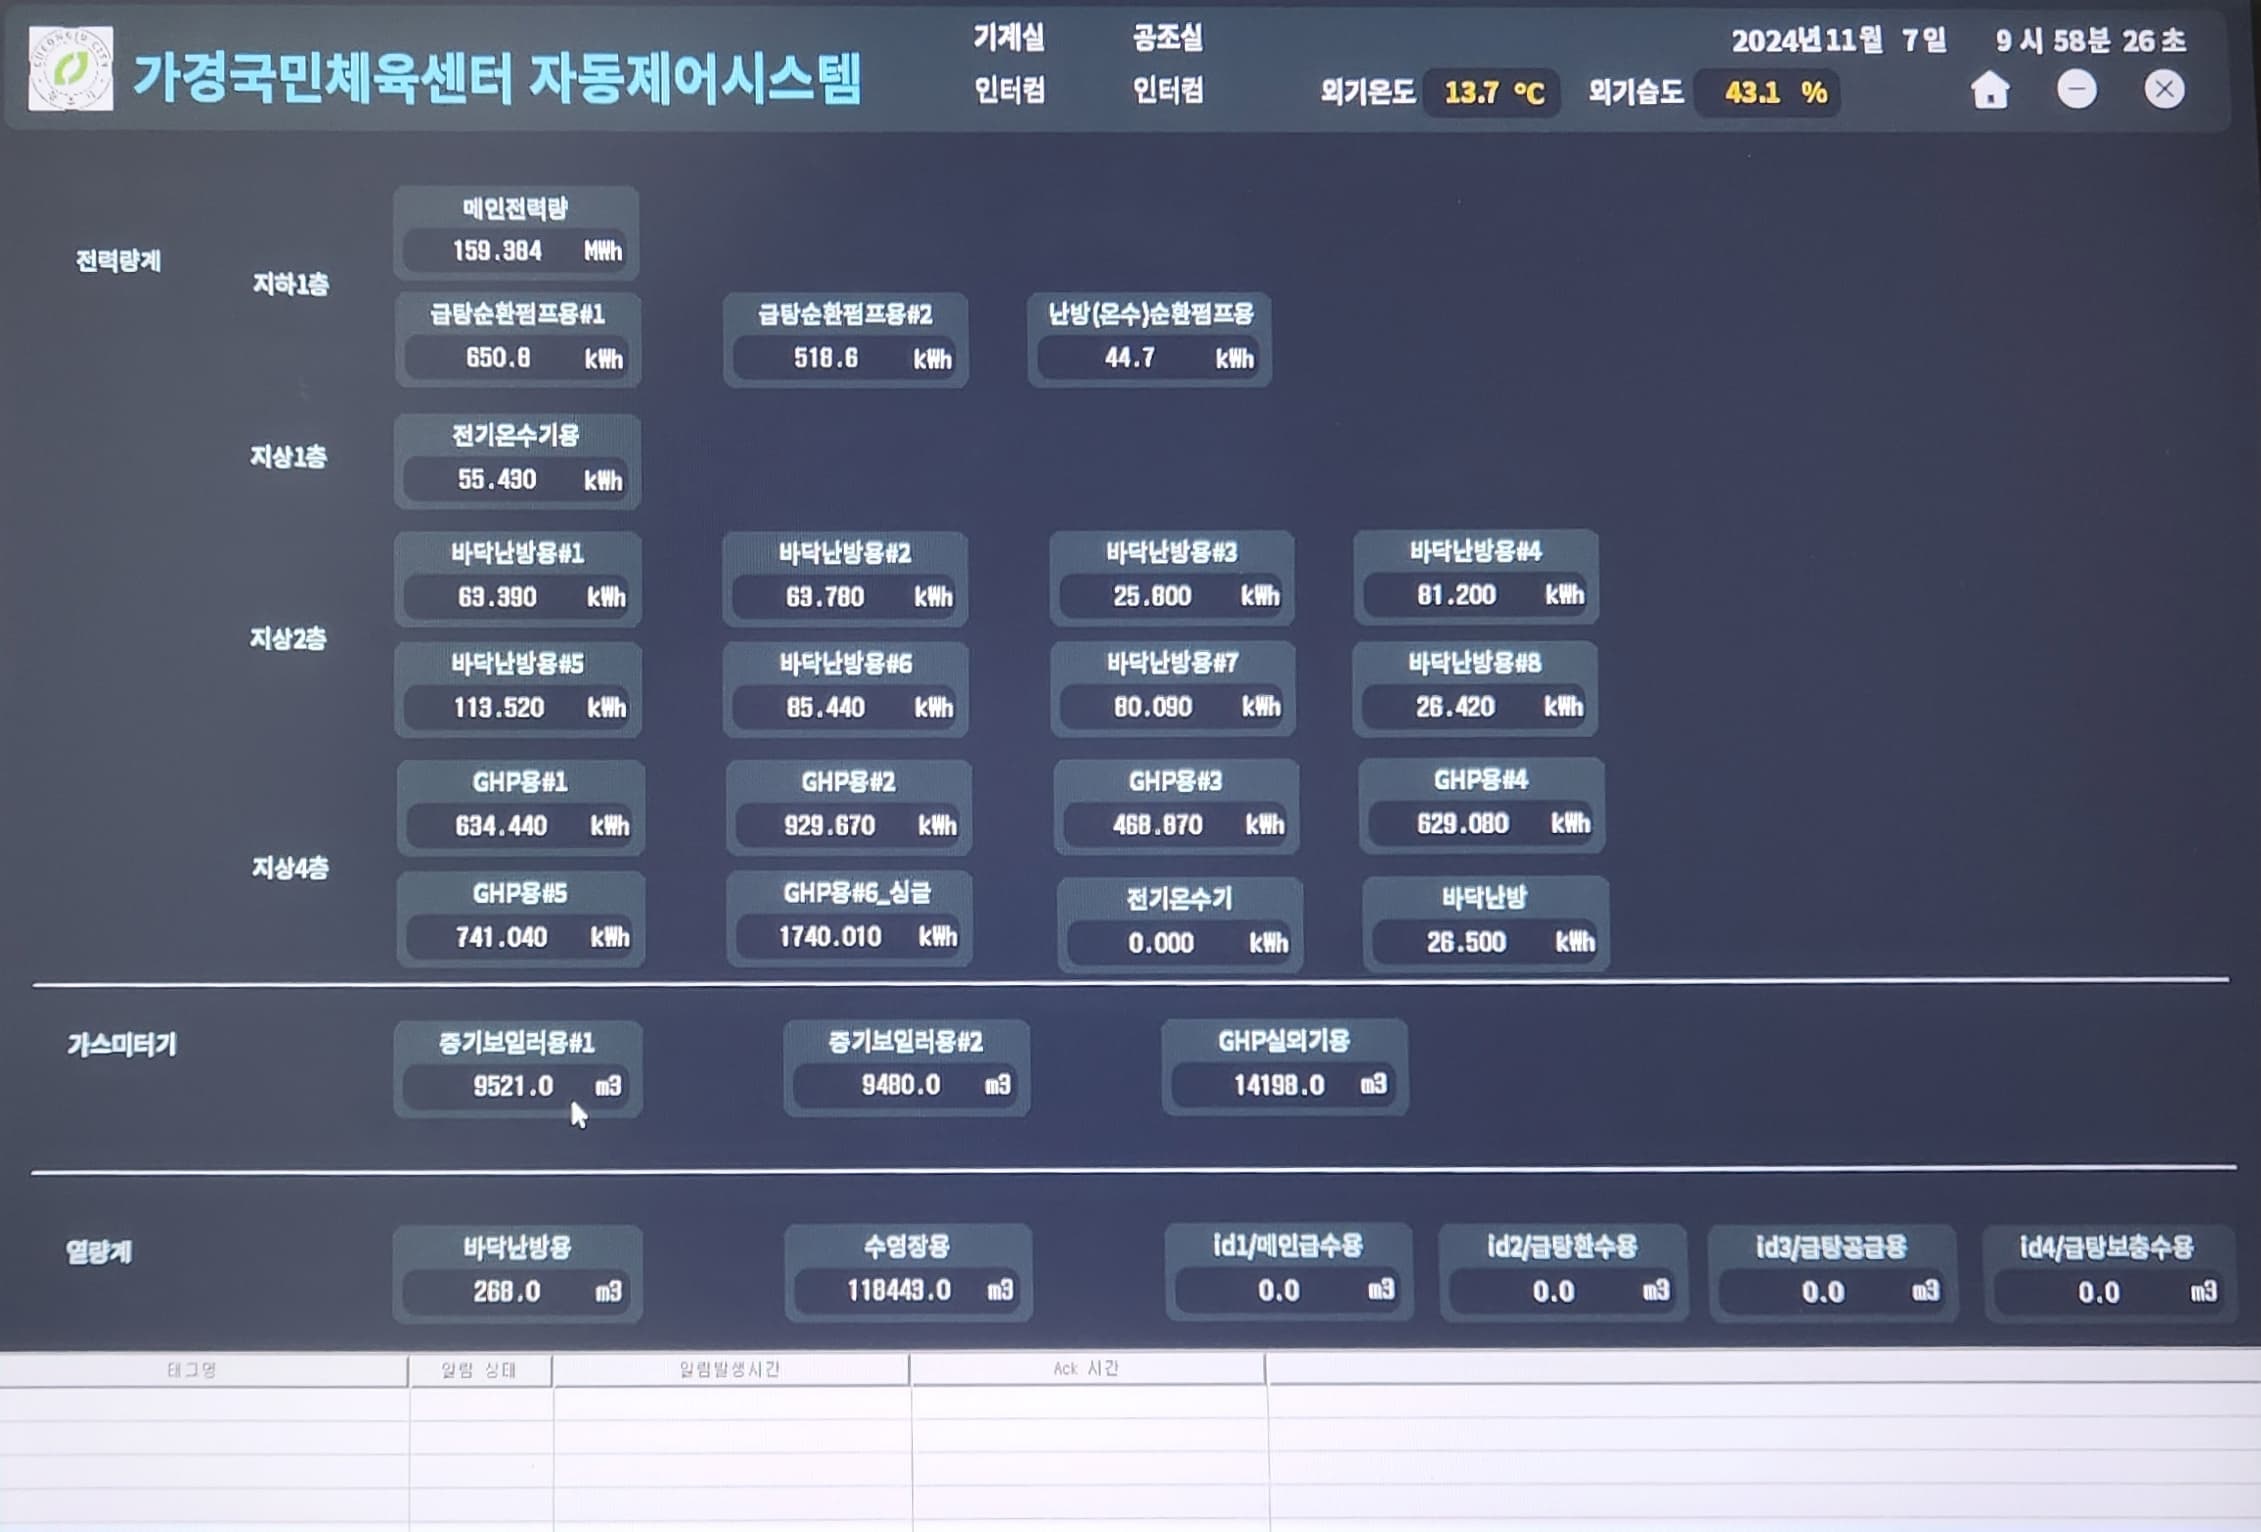 가경국민체육센터 자동제어시스템
기계실 공조실
인터컴 인터컴
외기온도 13.7 ℃ 외기습도 43.1 %
2024년11월 7일 9시 58분 26초
전력량계
지하1층
메인전력량
159.384 MWh
급탕순환펌프용#1 급탕순환펌프용#2 난방(온수)순환펌프용
650.8 kWh 518.6 kWh 44.7 kWh
지상1층
전기온수기용
55.430 kWh
지상2층
바닥난방용#1 바닥난방용#2 바닥난방용#3 바닥난방용#4
63.390 kWh 63.780 kWh 25.800 kWh 81.200 kWh
바닥난방용#5 바닥난방용#6 바닥난방용#7 바닥난방용#8
113.520 kWh 85.440 kWh 80.090 kWh 26.420 kWh
지상4층
GHP용#1 GHP용#2 GHP용#3 GHP용#4
634.440 kWh 929.670 kWh 468.870 kWh 629.080 kWh
GHP용#5 GHP용#6_싱글 전기온수기 바닥난방
741.040 kWh 1740.010 kWh 0.000 kWh 26.500 kWh
가스미터기
증기보일러용#1 증기보일러용#2 GHP실외기용
9521.0 m3 9480.0 m3 14198.0 m3
열량계
바닥난방용 수영장용 id1/메인급수용 id2/급탕환수용 id3/급탕공급용 id4/급탕보충수용
268.0 m3 118443.0 m3 0.0 m3 0.0 m3 0.0 m3 0.0 m3
태그명 알림 상태 알림발생시간 Ack 시간